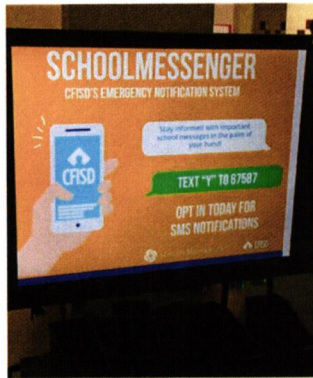 SCHOOLMESSENGER
CFISD'S EMERGENCY NOTIFICATION SYSTEM
Stay informed with important
school messages in the palm of
your hand!
CFISD
TEXT "Y" TO 67587
OPT IN TODAY FOR
SMS NOTIFICATIONS
CFISD